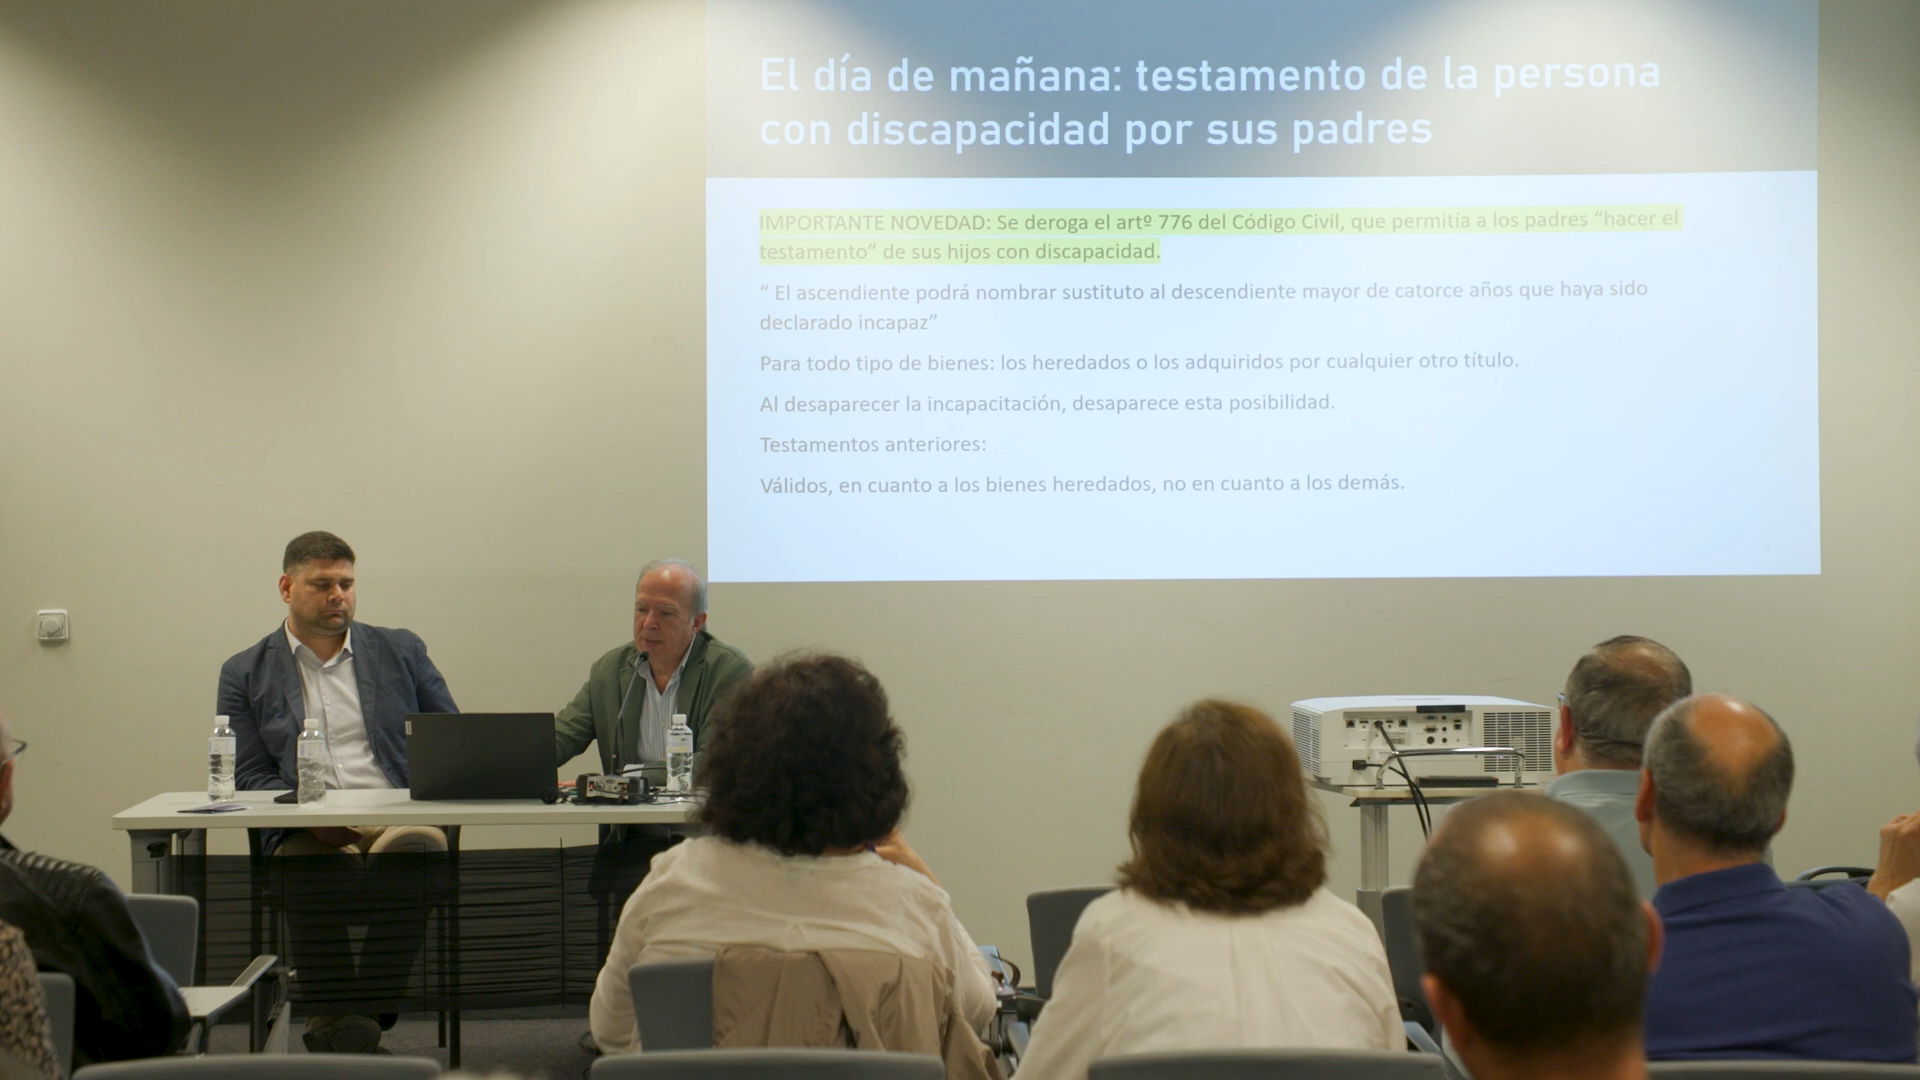 El día de mañana: testamento de la persona
con discapacidad por sus padres
IMPORTANTE NOVEDAD: Se deroga el artº 776 del Código Civil, que permitía a los padres “hacer el
testamento” de sus hijos con discapacidad.
“ El ascendiente podrá nombrar sustituto al descendiente mayor de catorce años que haya sido
declarado incapaz”
Para todo tipo de bienes: los heredados o los adquiridos por cualquier otro título.
Al desaparecer la incapacitación, desaparece esta posibilidad.
Testamentos anteriores:
Válidos, en cuanto a los bienes heredados, no en cuanto a los demás.